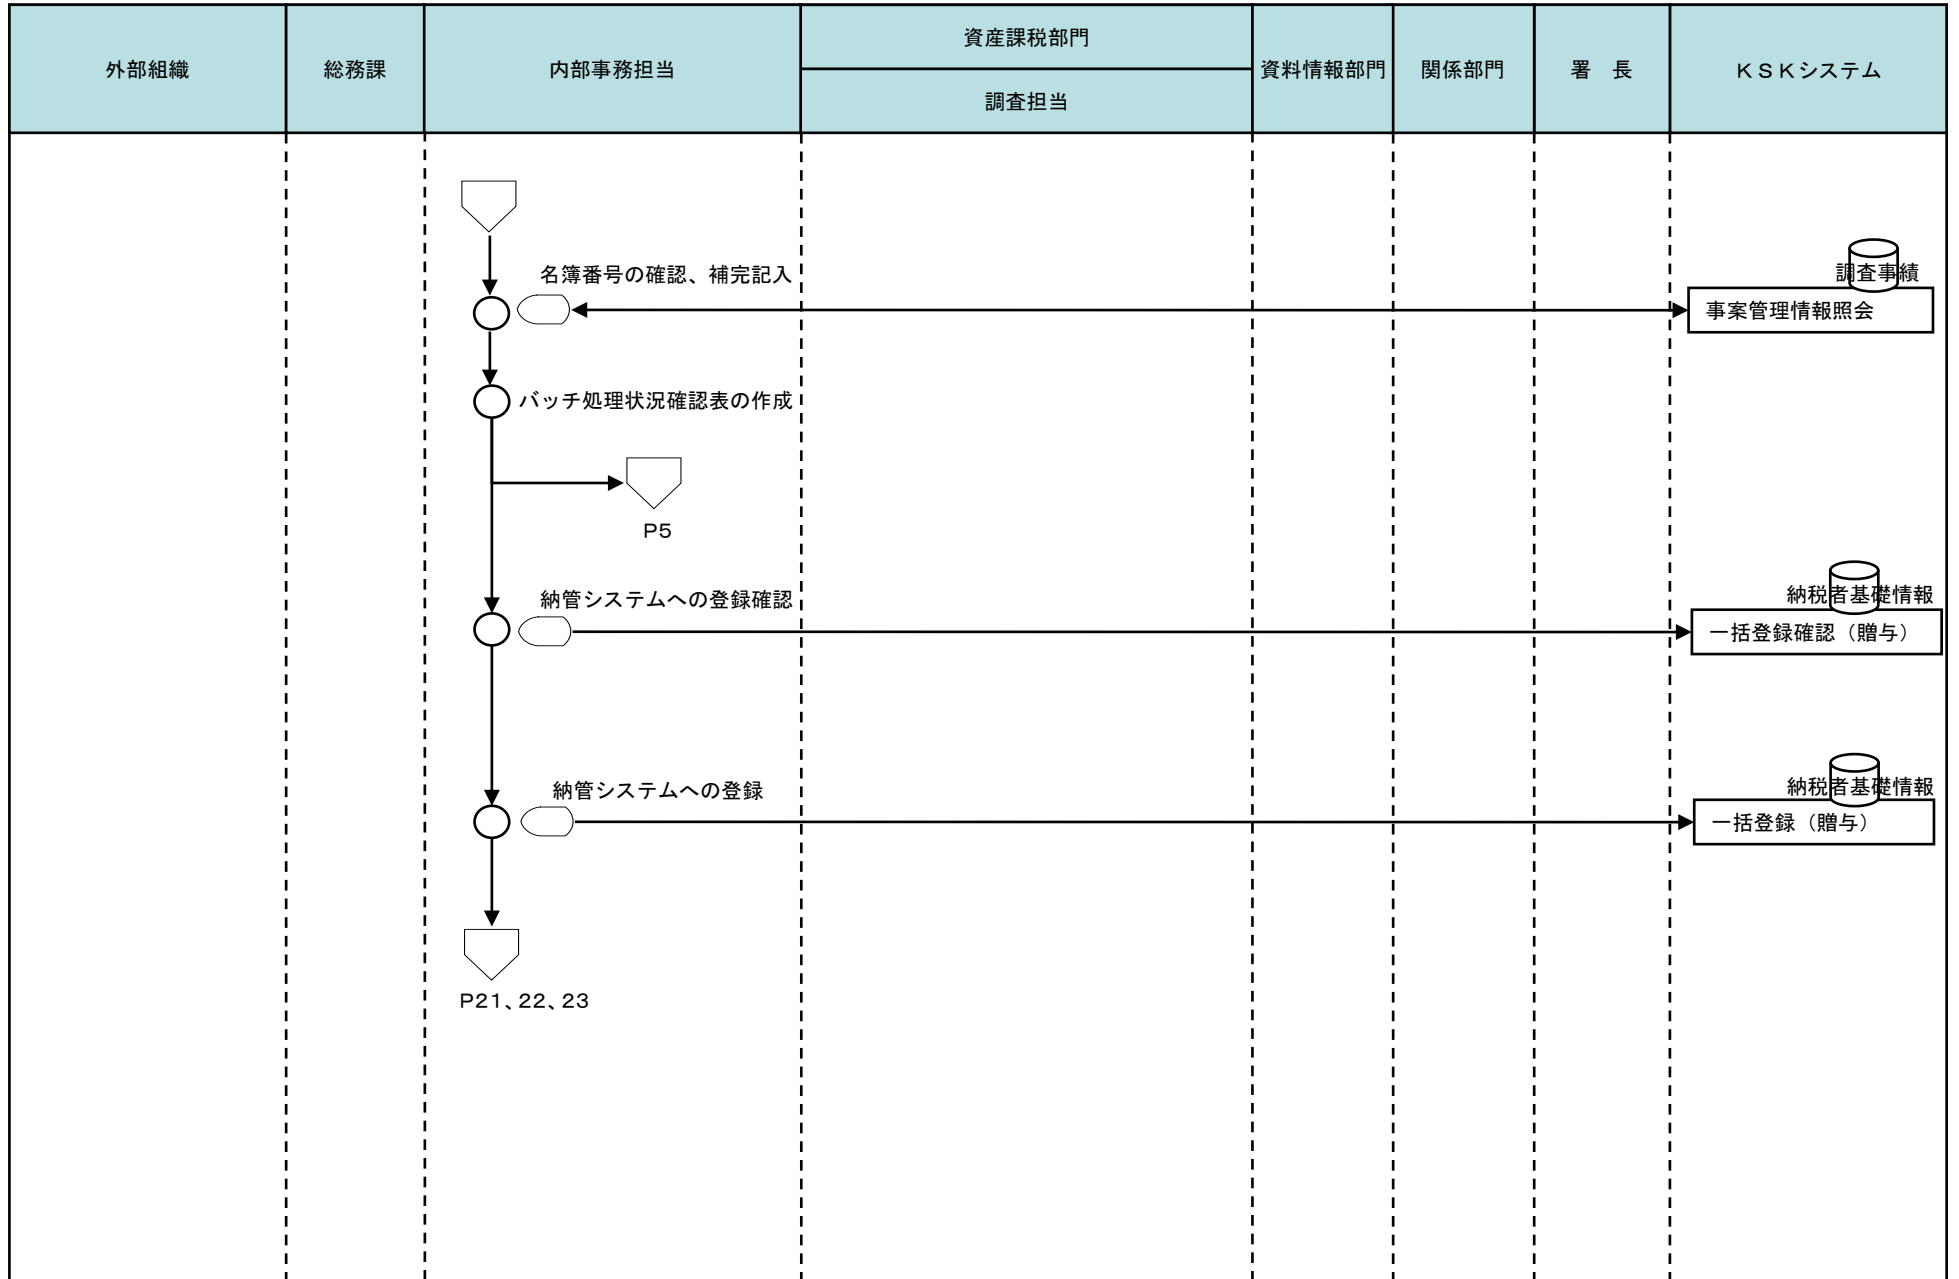 外部組織
総務課
内部事務担当
資産課税部門
調査担当
資料情報部門
関係部門
署　長
ＫＳＫシステム
名簿番号の確認、補完記入
調査事績
事案管理情報照会
バッチ処理状況確認表の作成
P5
納管システムへの登録確認
納税者基礎情報
一括登録確認（贈与）
納管システムへの登録
納税者基礎情報
一括登録（贈与）
P21、22、23